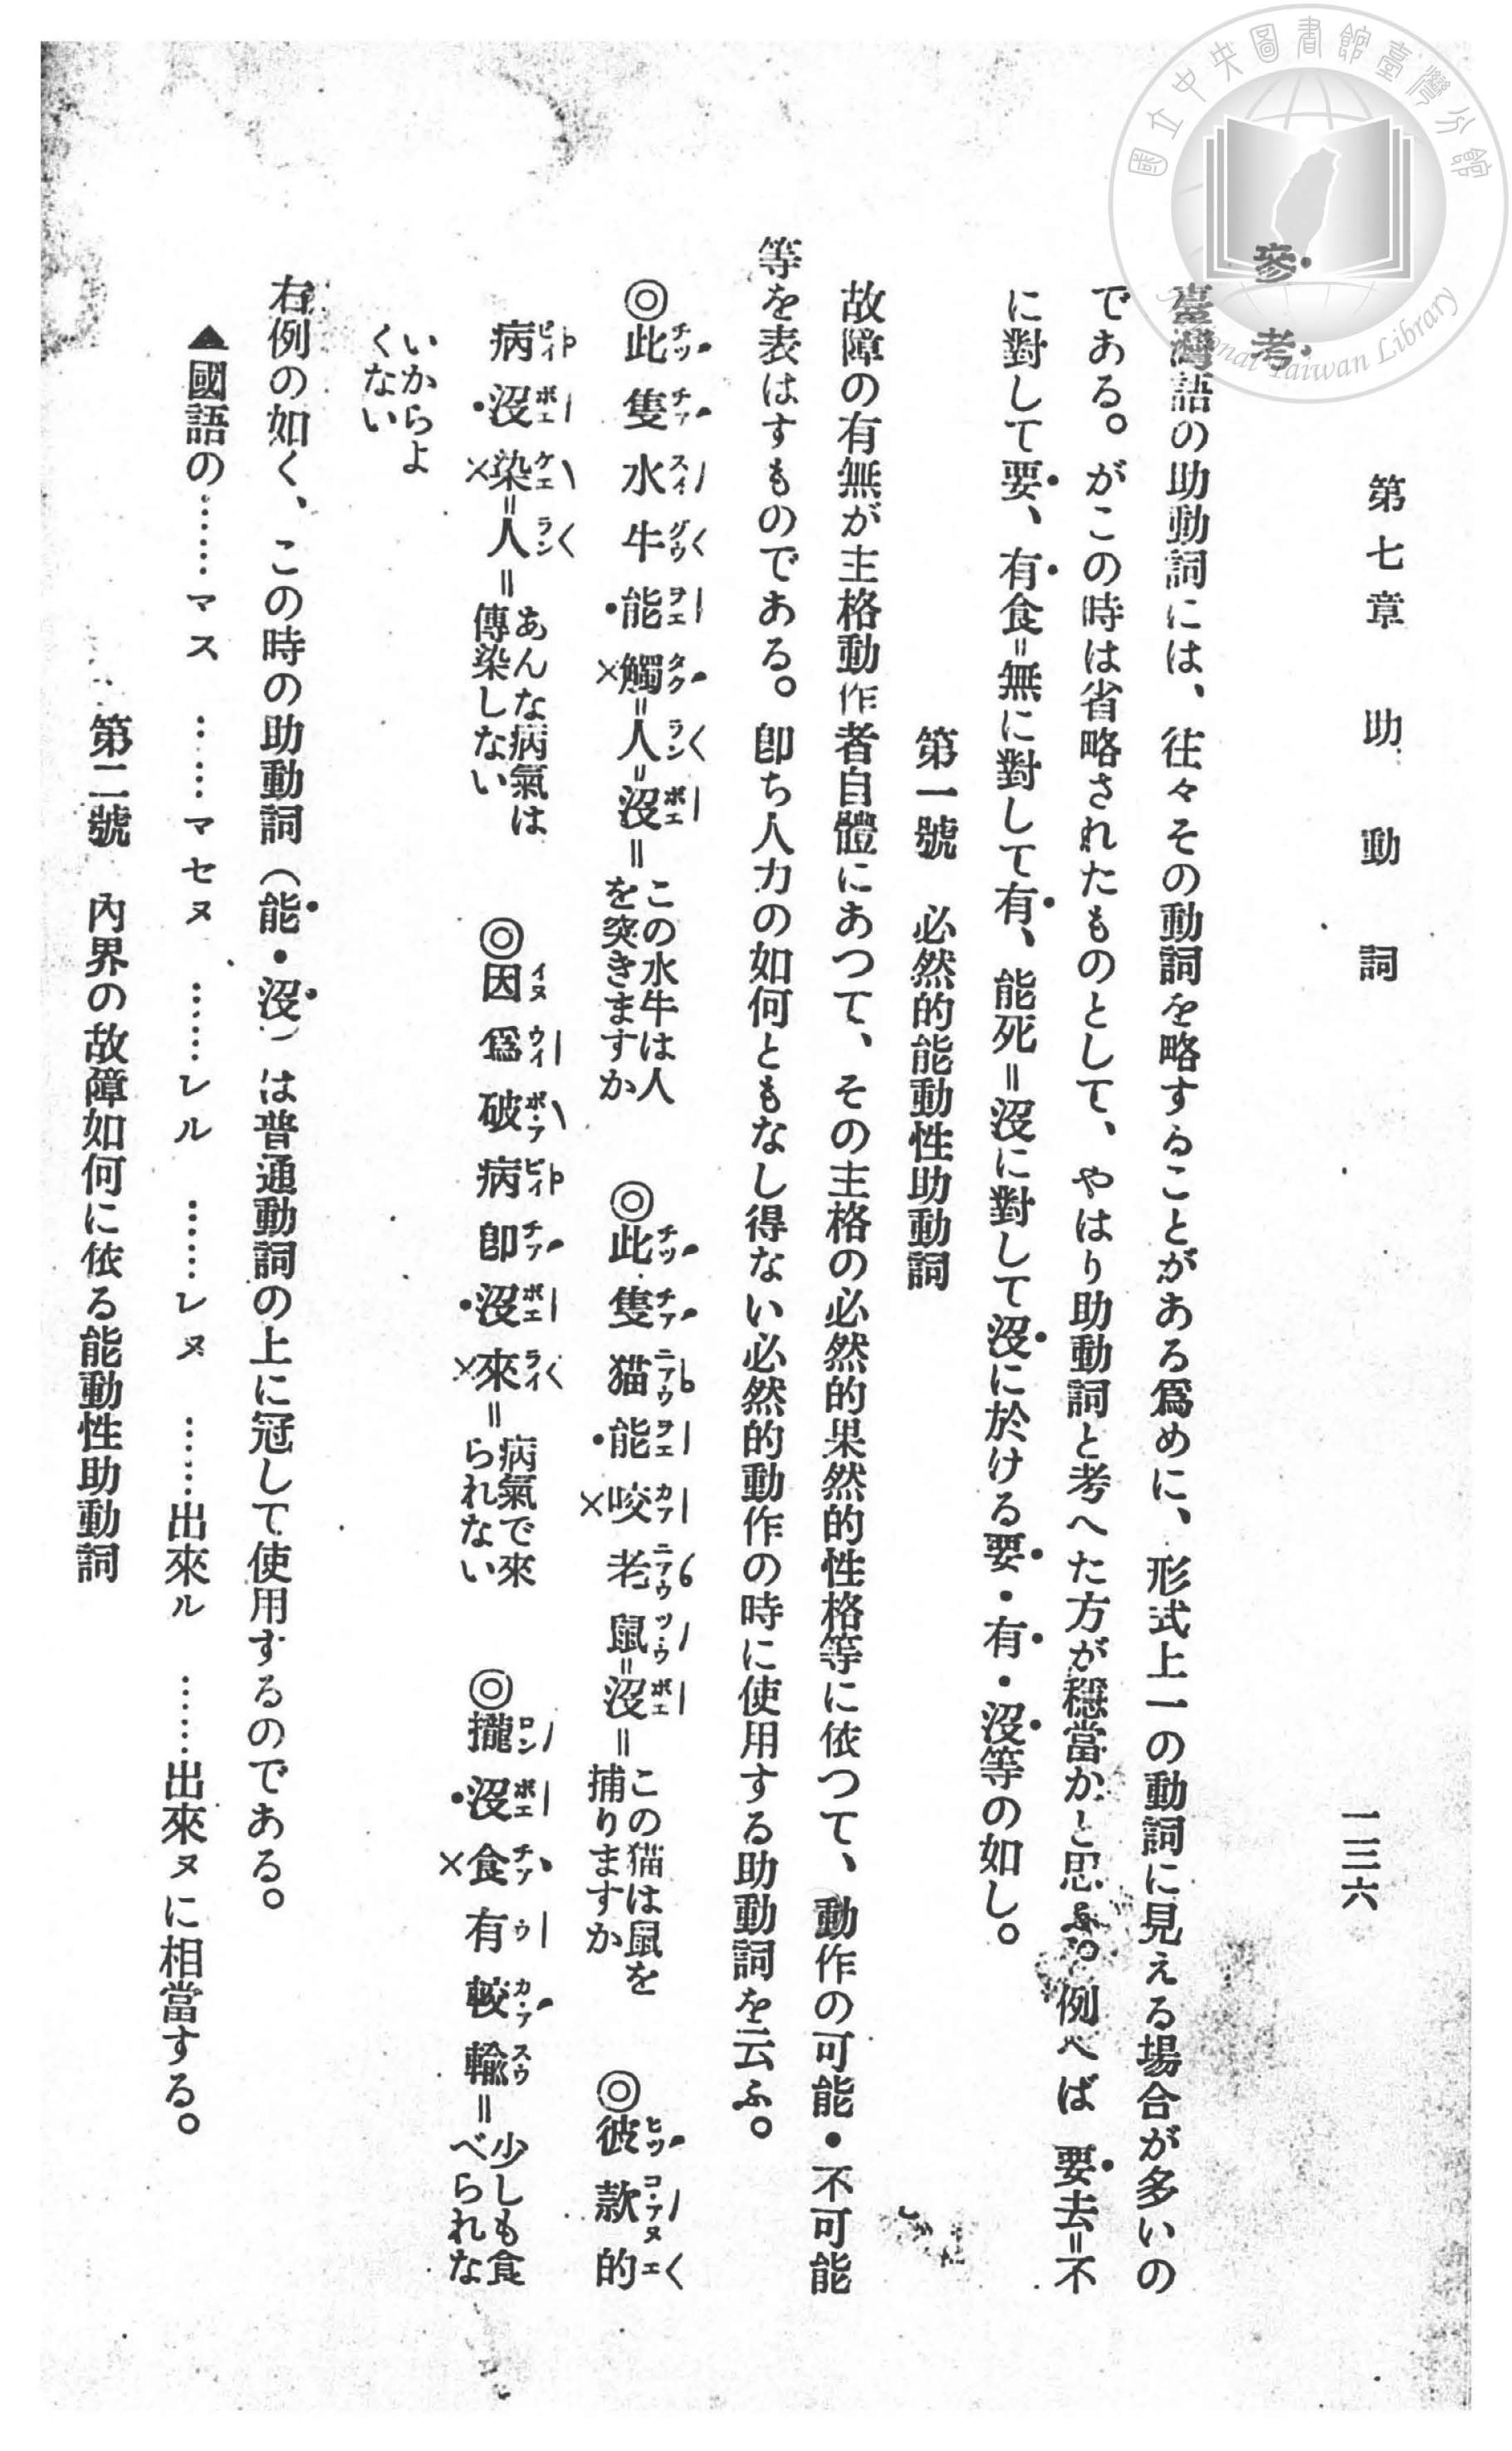 國立中央圖書館臺灣分館
National Taiwan Library
第七章　助動詞　一三六
參考
臺灣語の助動詞には、往々その動詞を略することがある爲めに、形式上一の動詞に見える場合が多いの
である。がこの時は省略されたものとして、やはり助動詞と考へた方が穩當かと思ふ。例へば 要去=不
に對して要、有食=無に對して有、能死=沒に對して沒に於ける要・有・沒等の如し。
第一號　必然的能動性助動詞
故障の有無が主格動作者自體にあつて、その主格の必然的果然的性格等に依つて、動作の可能・不可能
等を表はすものである。卽ち人力の如何ともなし得ない必然的動作の時に使用する助動詞を云ふ。
◎此隻水牛能觸=人=沒=この水牛は人を突きますか　◎此隻猫能咬老鼠=沒=この猫は鼠を捕りますか　◎彼款的
病沒染=人=あんな病氣は傳染しない　◎因爲破病卽沒來=病氣で來られない　◎攏沒食有較輸=少しも食べられな
いからよくない
右例の如く、この時の助動詞（能・沒）は普通動詞の上に冠して使用するのである。
▲國語の……マス　……マセヌ　……レル　……レヌ　……出來ル　……出來ヌに相當する。
第二號　內界の故障如何に依る能動性助動詞